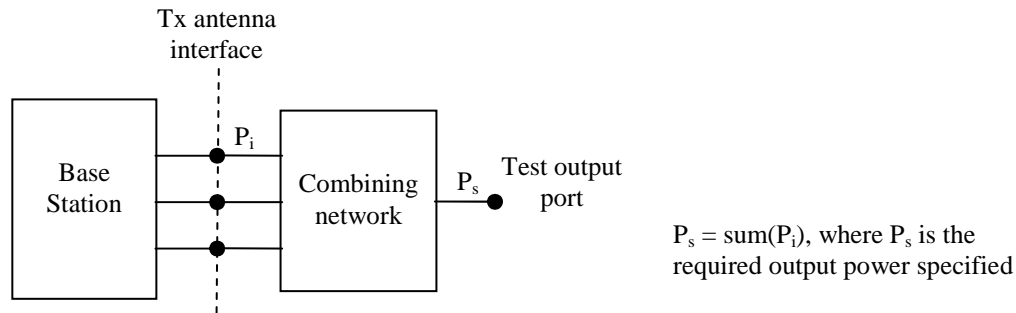 Tx antenna
interface
P_i
Base
Station
Combining
network
P_s
Test output
port
P_s = sum(P_i), where P_s is the
required output power specified